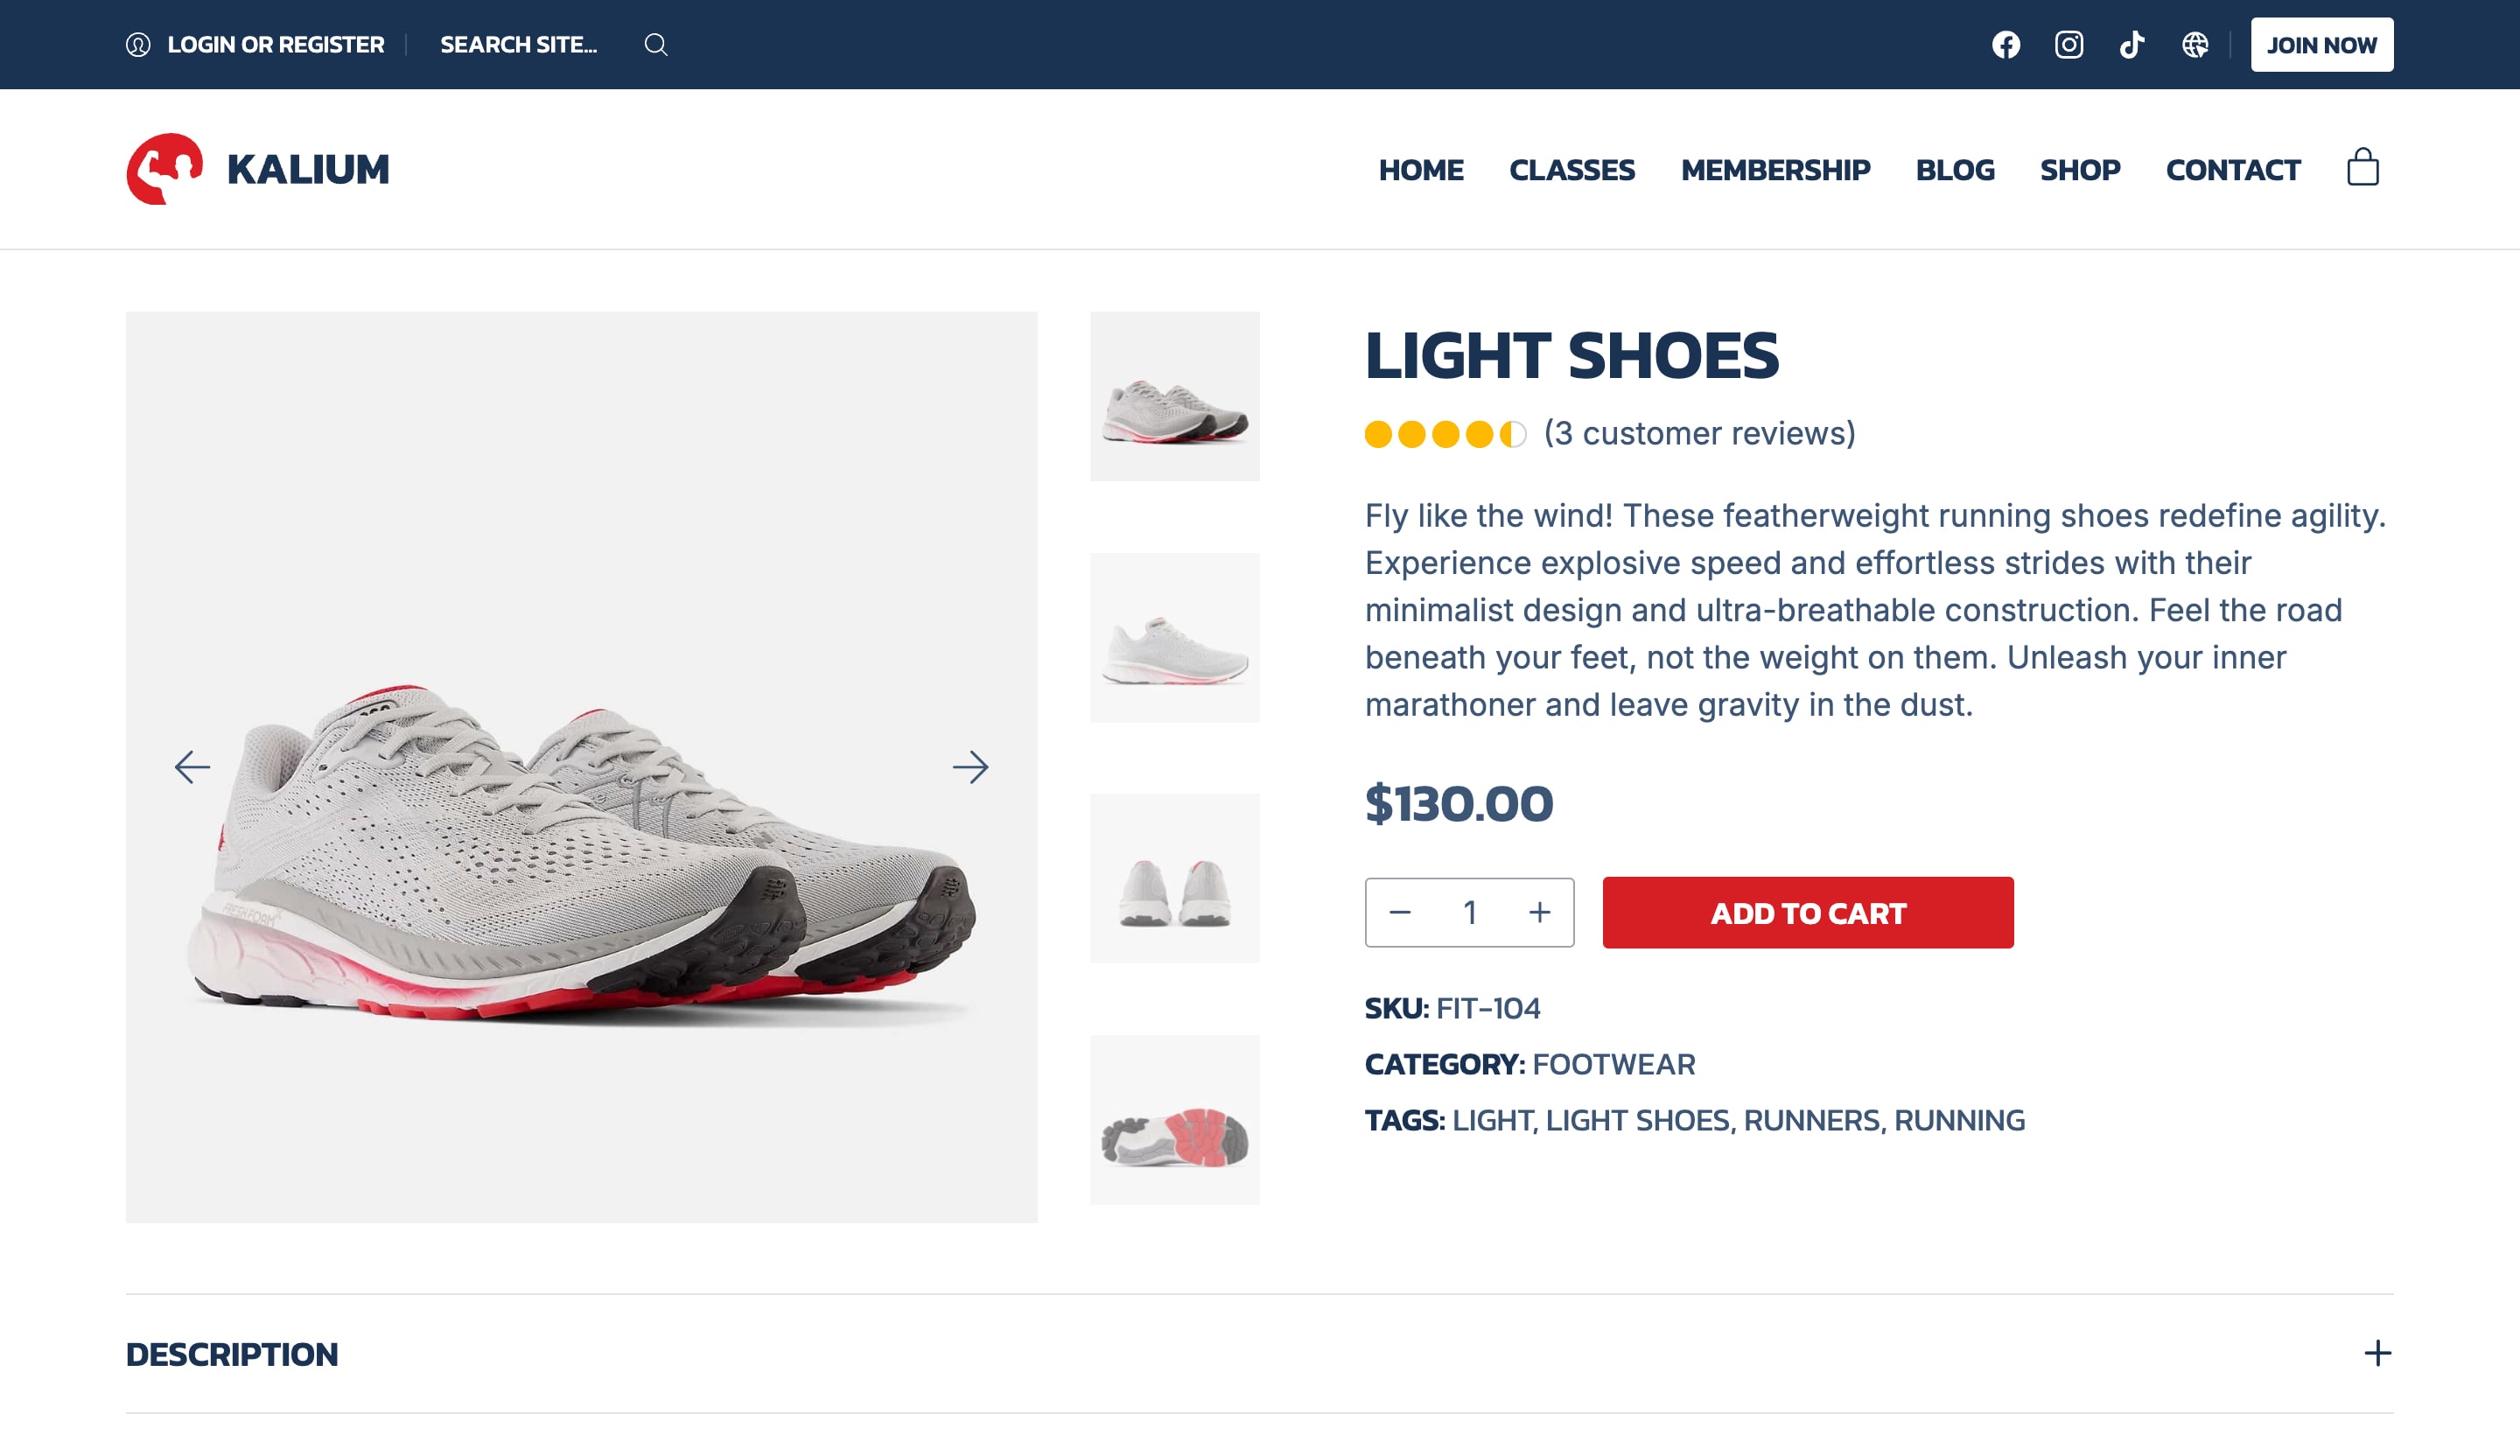 LOGIN OR REGISTER
SEARCH SITE...
JOIN NOW
KALIUM
HOME
CLASSES
MEMBERSHIP
BLOG
SHOP
CONTACT
LIGHT SHOES
(3 customer reviews)
Fly like the wind! These featherweight running shoes redefine agility.
Experience explosive speed and effortless strides with their
minimalist design and ultra-breathable construction. Feel the road
beneath your feet, not the weight on them. Unleash your inner
marathoner and leave gravity in the dust.
$130.00
− 1 +
ADD TO CART
FRESH FOAM X
SKU: FIT-104
CATEGORY: FOOTWEAR
TAGS: LIGHT, LIGHT SHOES, RUNNERS, RUNNING
DESCRIPTION
+